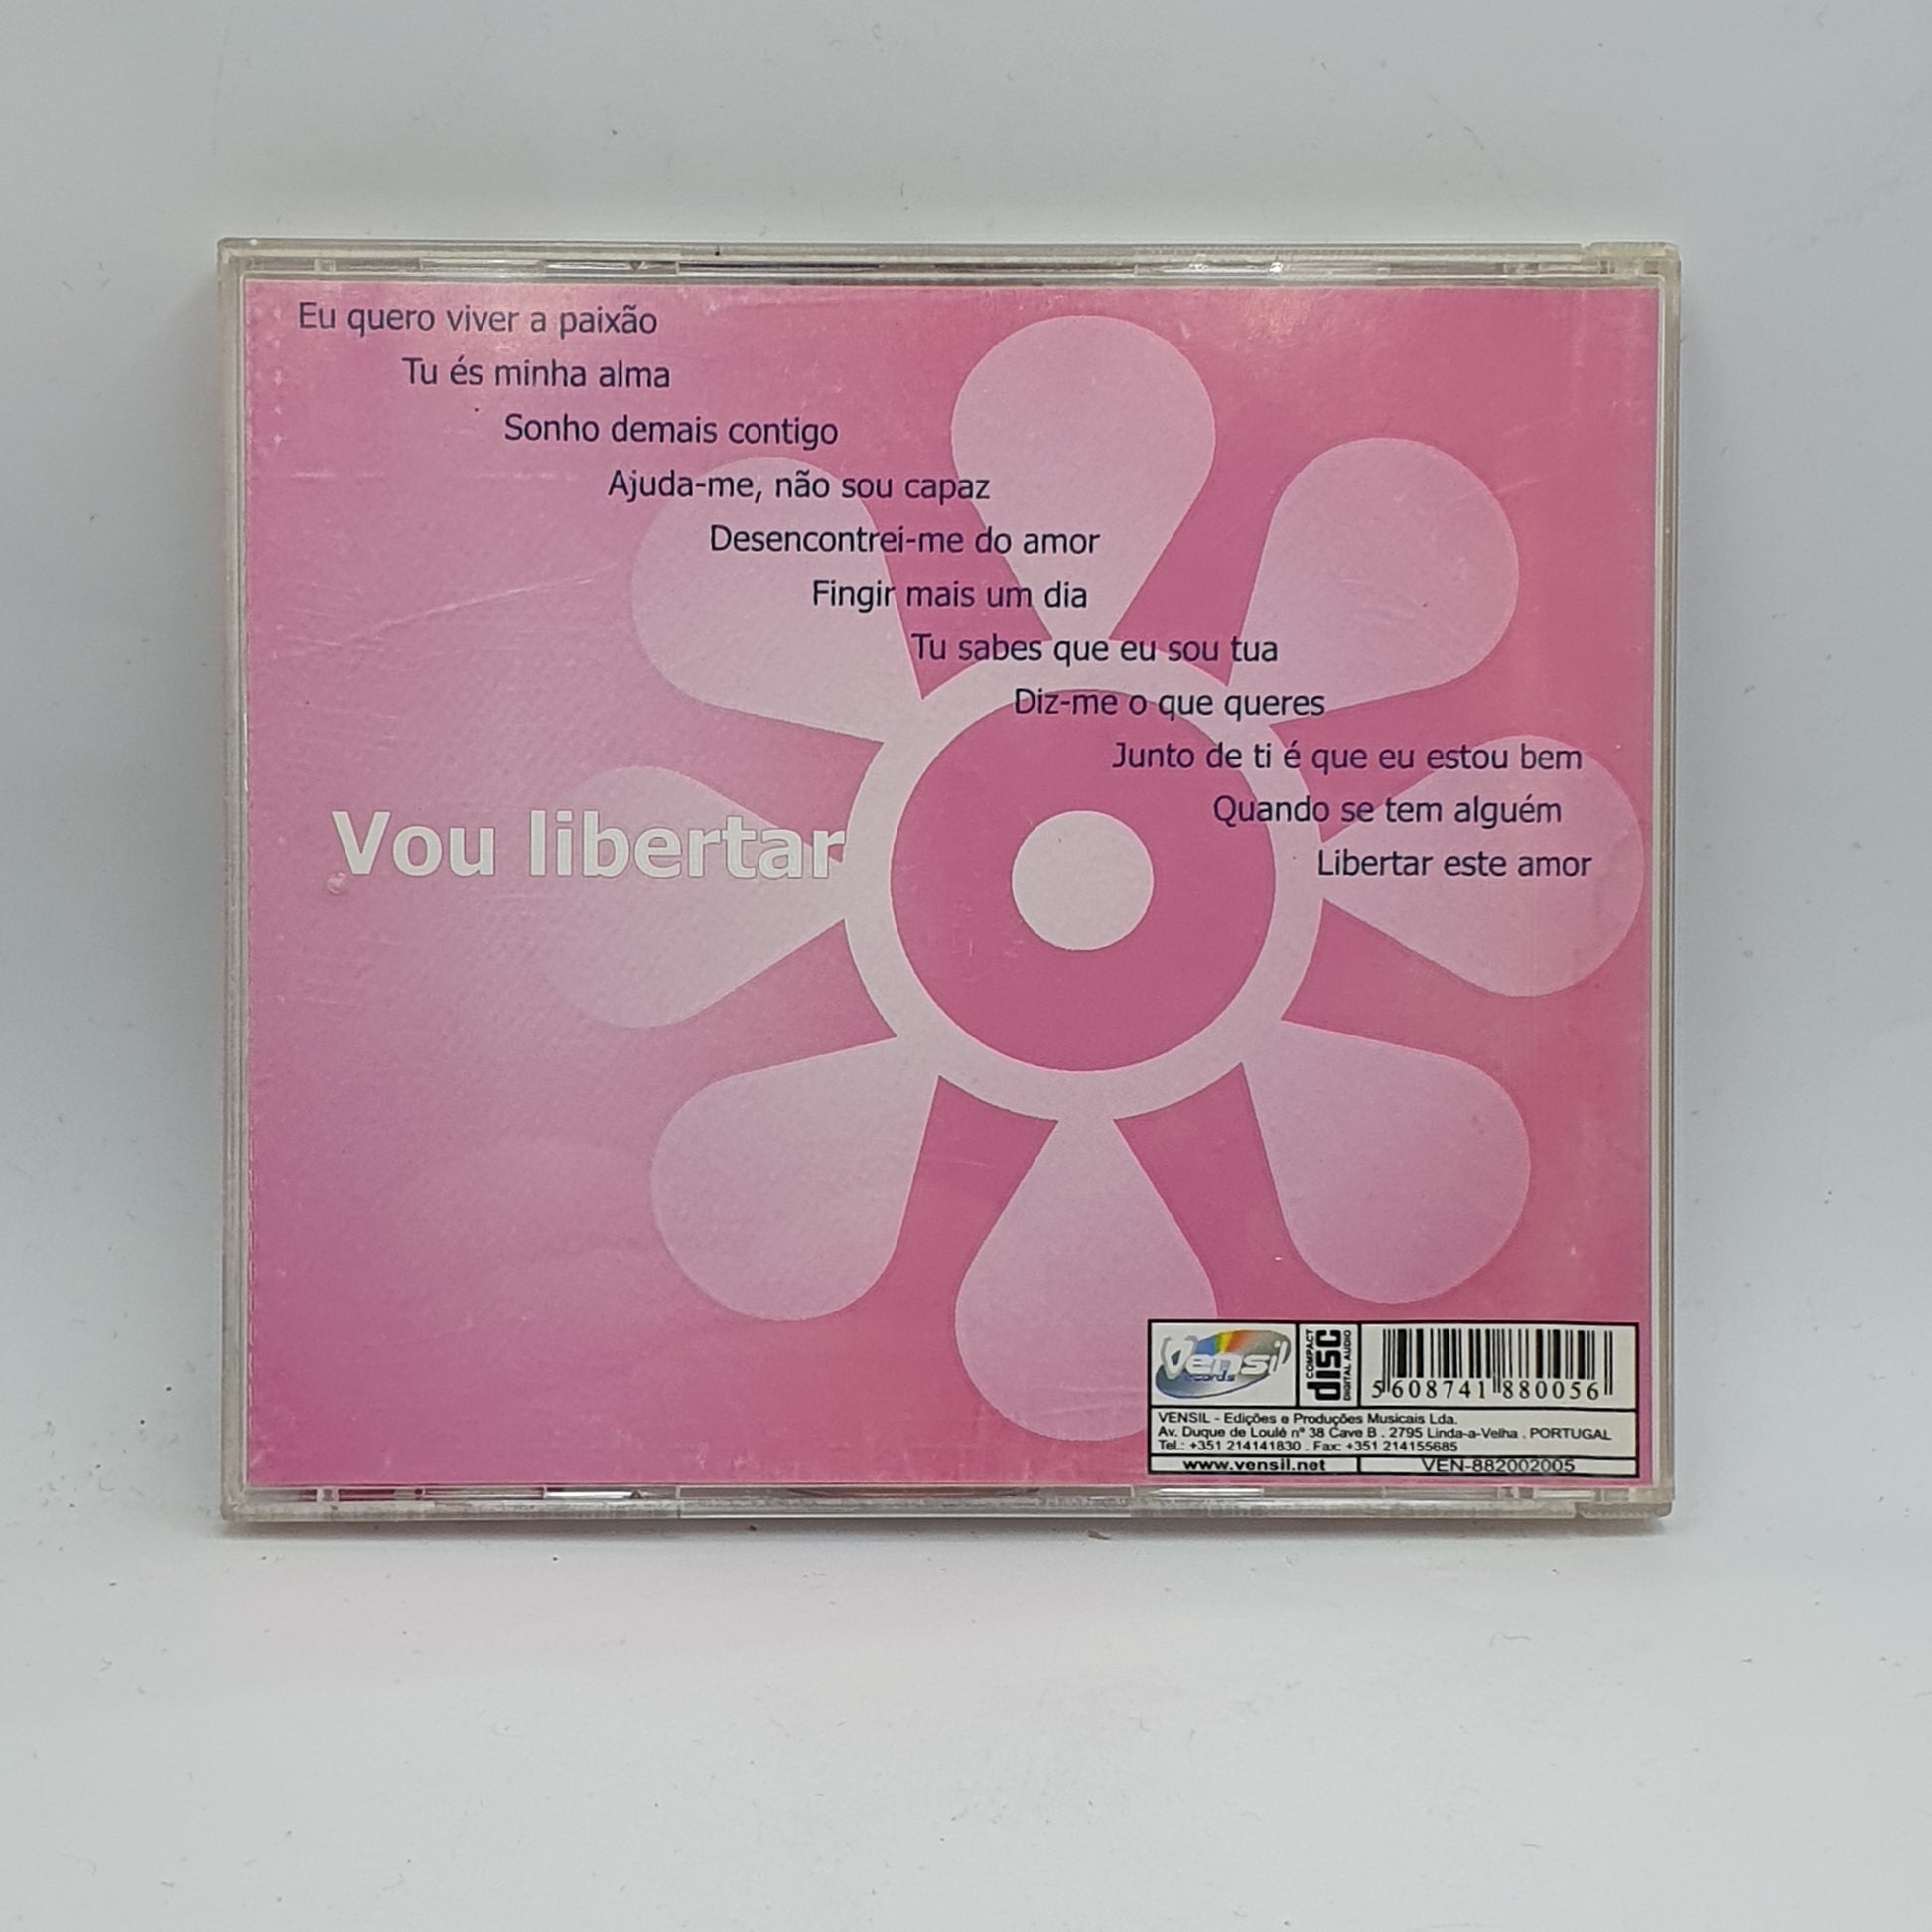 Eu quero viver a paixão
Tu és minha alma
Sonho demais contigo
Ajuda-me, não sou capaz
Desencontrei-me do amor
Fingir mais um dia
Tu sabes que eu sou tua
Diz-me o que queres
Junto de ti é que eu estou bem
Quando se tem alguém
Libertar este amor
Vou libertar
Vensil
records
COMPACT
disc
DIGITAL AUDIO
5 608741 880056
VENSIL - Edições e Produções Musicais Lda.
Av. Duque de Loulé nº 38 Cave B . 2795 Linda-a-Velha . PORTUGAL
Tel.: +351 214141830 . Fax: +351 214155685
www.vensil.net
VEN-882002005